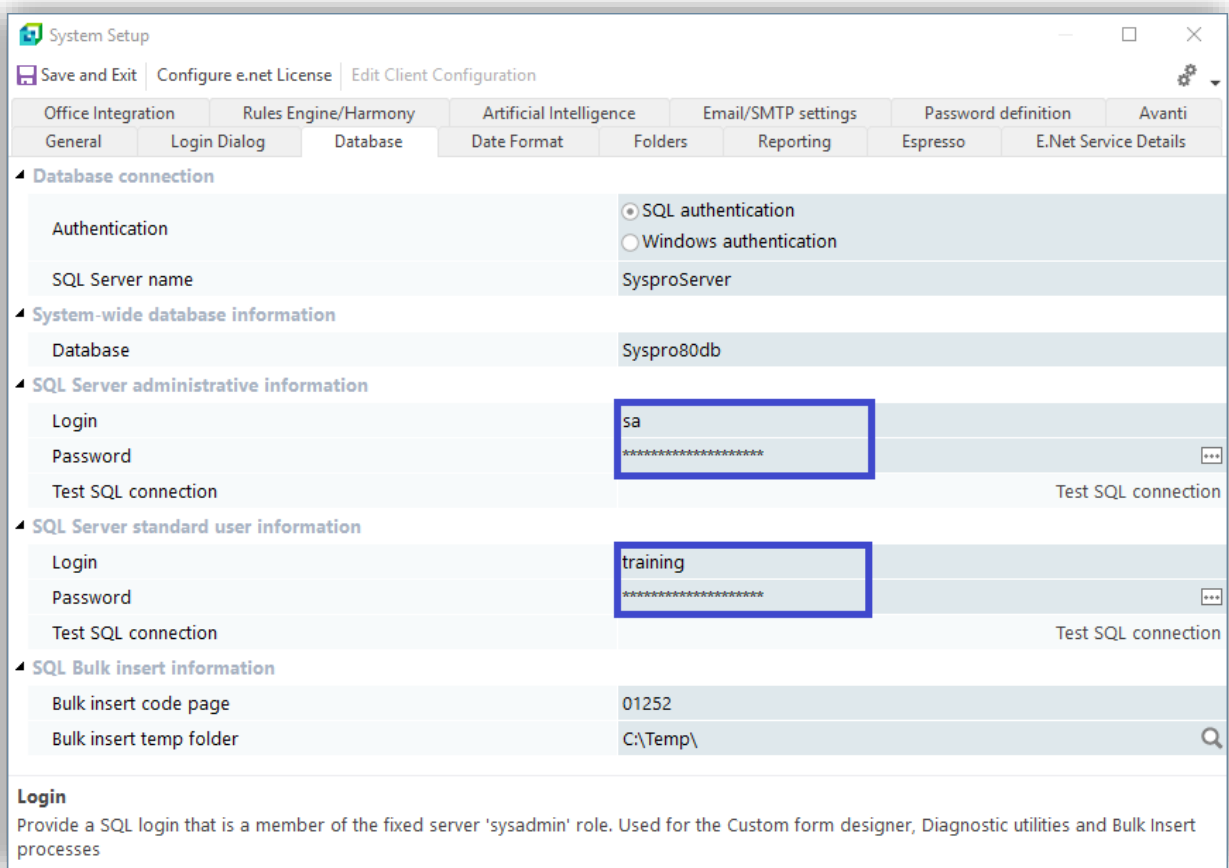 System Setup
Save and Exit Configure e.net License Edit Client Configuration
Office Integration Rules Engine/Harmony Artificial Intelligence Email/SMTP settings Password definition Avanti
General Login Dialog Database Date Format Folders Reporting Espresso E.Net Service Details
Database connection
Authentication
SQL authentication
Windows authentication
SQL Server name SysproServer
System-wide database information
Database Syspro80db
SQL Server administrative information
Login sa
Password ********************
Test SQL connection Test SQL connection
SQL Server standard user information
Login training
Password ********************
Test SQL connection Test SQL connection
SQL Bulk insert information
Bulk insert code page 01252
Bulk insert temp folder C:\Temp\
Login
Provide a SQL login that is a member of the fixed server 'sysadmin' role. Used for the Custom form designer, Diagnostic utilities and Bulk Insert
processes